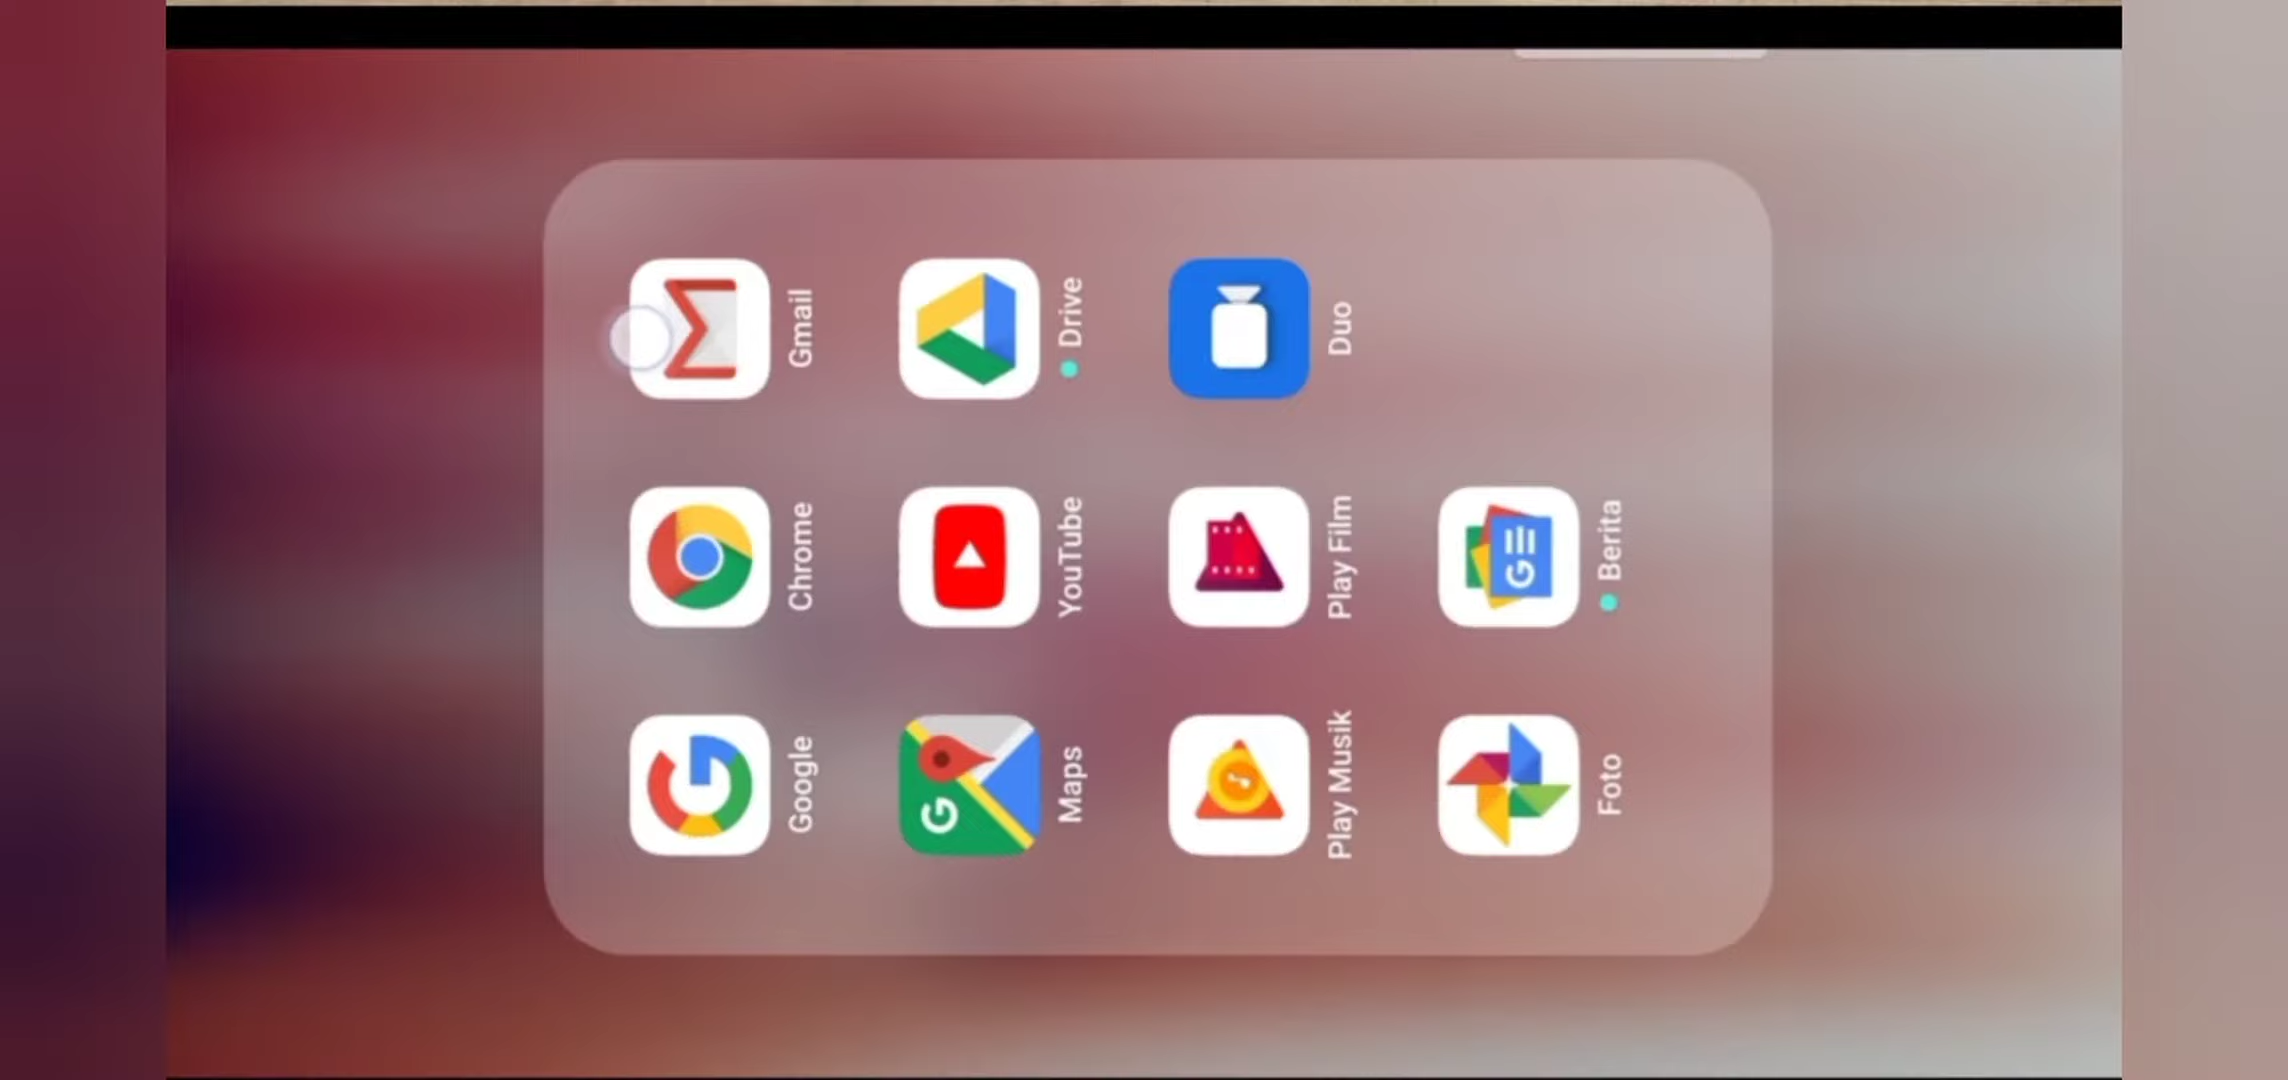 Google
Chrome
Gmail
Maps
YouTube
Drive
Play Musik
Play Film
Duo
Foto
Berita